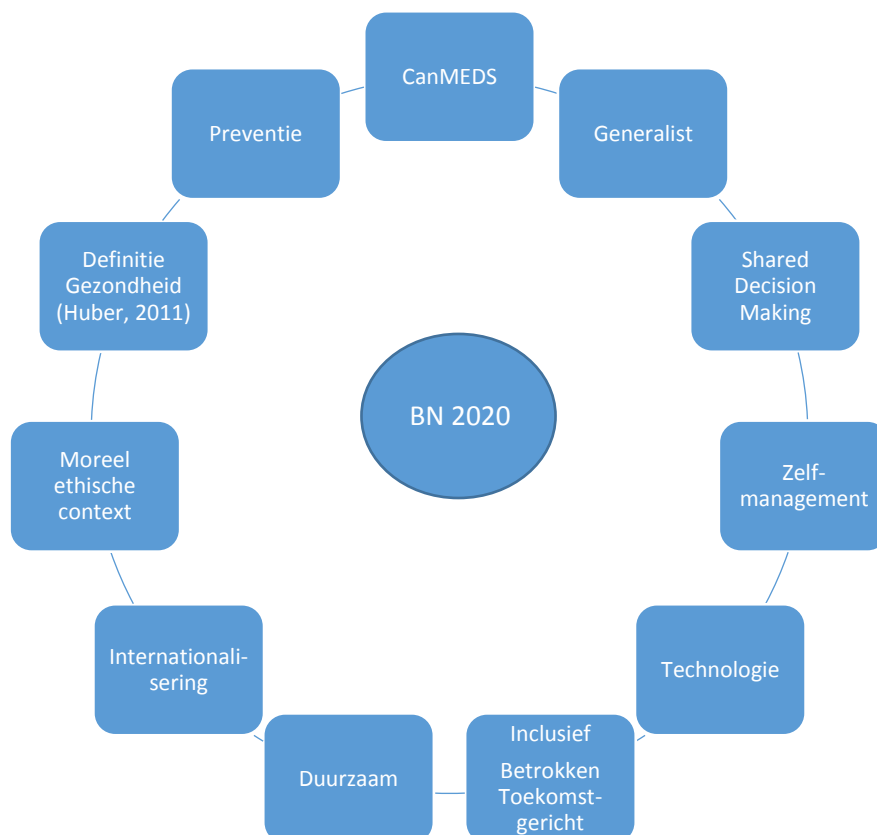 CanMEDS
Generalist
Shared
Decision
Making
Zelf-
management
Technologie
Inclusief
Betrokken
Toekomst-
gericht
Duurzaam
Internationali-
sering
Moreel
ethische
context
Definitie
Gezondheid
(Huber, 2011)
Preventie
BN 2020